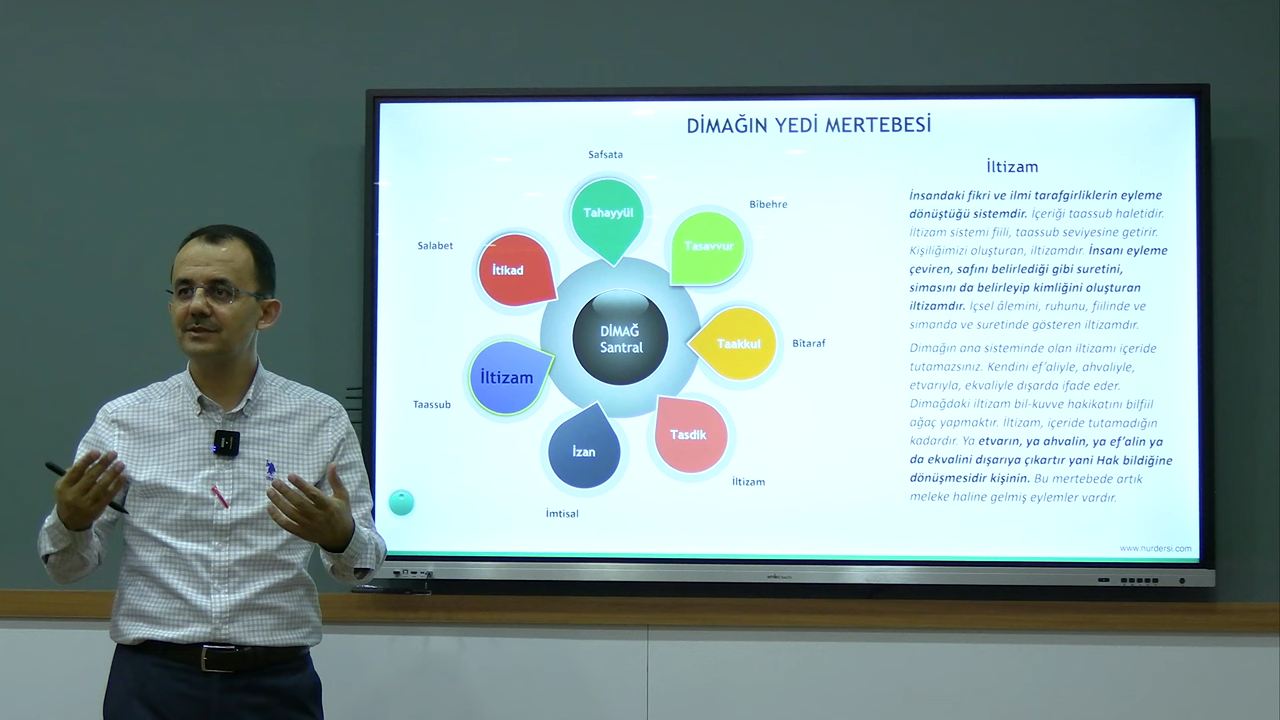 DİMAĞIN YEDİ MERTEBESİ
Safsata
Tahayyül
Bîbehre
Tasavvur
Salabet
İtikad
DİMAĞ
Santral
Taakkul
Bîtaraf
İltizam
Taassub
Tasdik
İltizam
İzan
İmtisal
İltizam
İnsandaki fikri ve ilmi tarafgirliklerin eyleme
dönüştüğü sistemdir. İçeriği taassub haletidir.
İltizam sistemi fiili, taassub seviyesine getirir.
Kişiliğimizi oluşturan, iltizamdır. İnsanı eyleme
çeviren, safını belirlediği gibi suretini,
simasını da belirleyip kimliğini oluşturan
iltizamdır. İçsel âlemini, ruhunu, fiilinde ve
simanda ve suretinde gösteren iltizamdır.
Dimağın ana sisteminde olan iltizamı içeride
tutamazsınız. Kendini ef'aliyle, ahvaliyle,
etvarıyla, ekvaliyle dışarda ifade eder.
Dimağdaki iltizam bil-kuvve hakikatını bilfiil
ağaç yapmaktır. İltizam, içeride tutamadığın
kadardır. Ya etvarın, ya ahvalin, ya ef'alin ya
da ekvalini dışarıya çıkartır yani Hak bildiğine
dönüşmesidir kişinin. Bu mertebede artık
meleke haline gelmiş eylemler vardır.
www.nurdersi.com